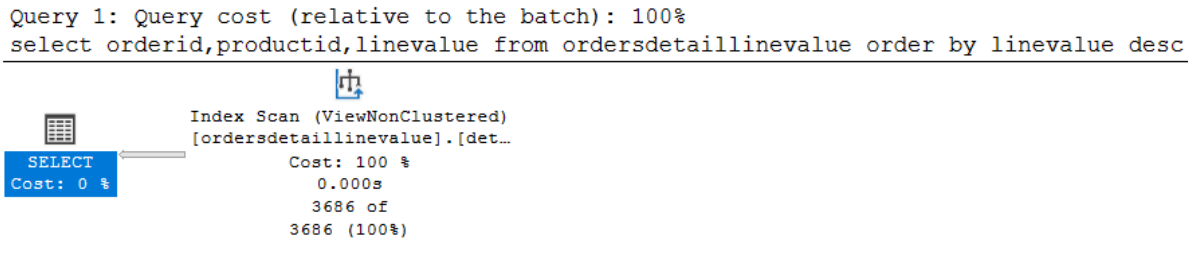 Query 1: Query cost (relative to the batch): 100%
select orderid,productid,linevalue from ordersdetaillinevalue order by linevalue desc
Index Scan (ViewNonClustered)
[ordersdetaillinevalue].[det…
Cost: 100 %
0.000s
3686 of
3686 (100%)
SELECT
Cost: 0 %